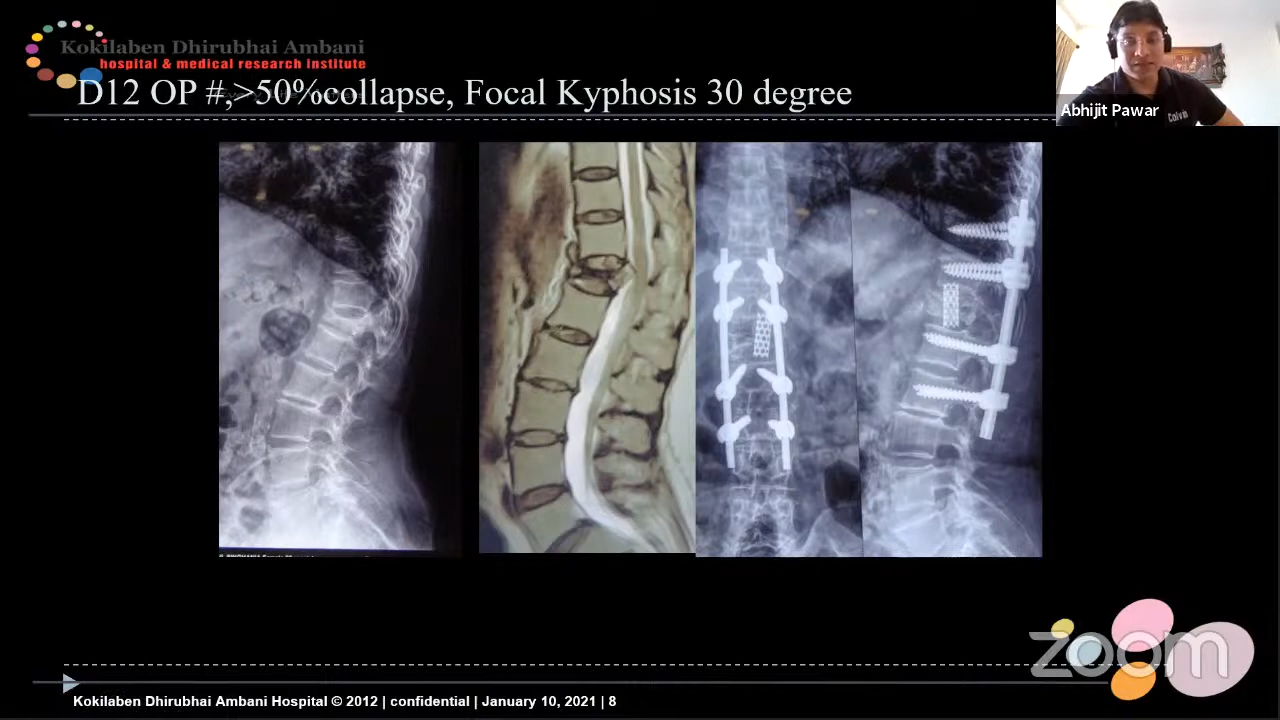 Kokilaben Dhirubhai Ambani
hospital & medical research institute
D12 OP #,>50%collapse, Focal Kyphosis 30 degree
Abhijit Pawar
zoom
Kokilaben Dhirubhai Ambani Hospital © 2012 | confidential | January 10, 2021 | 8